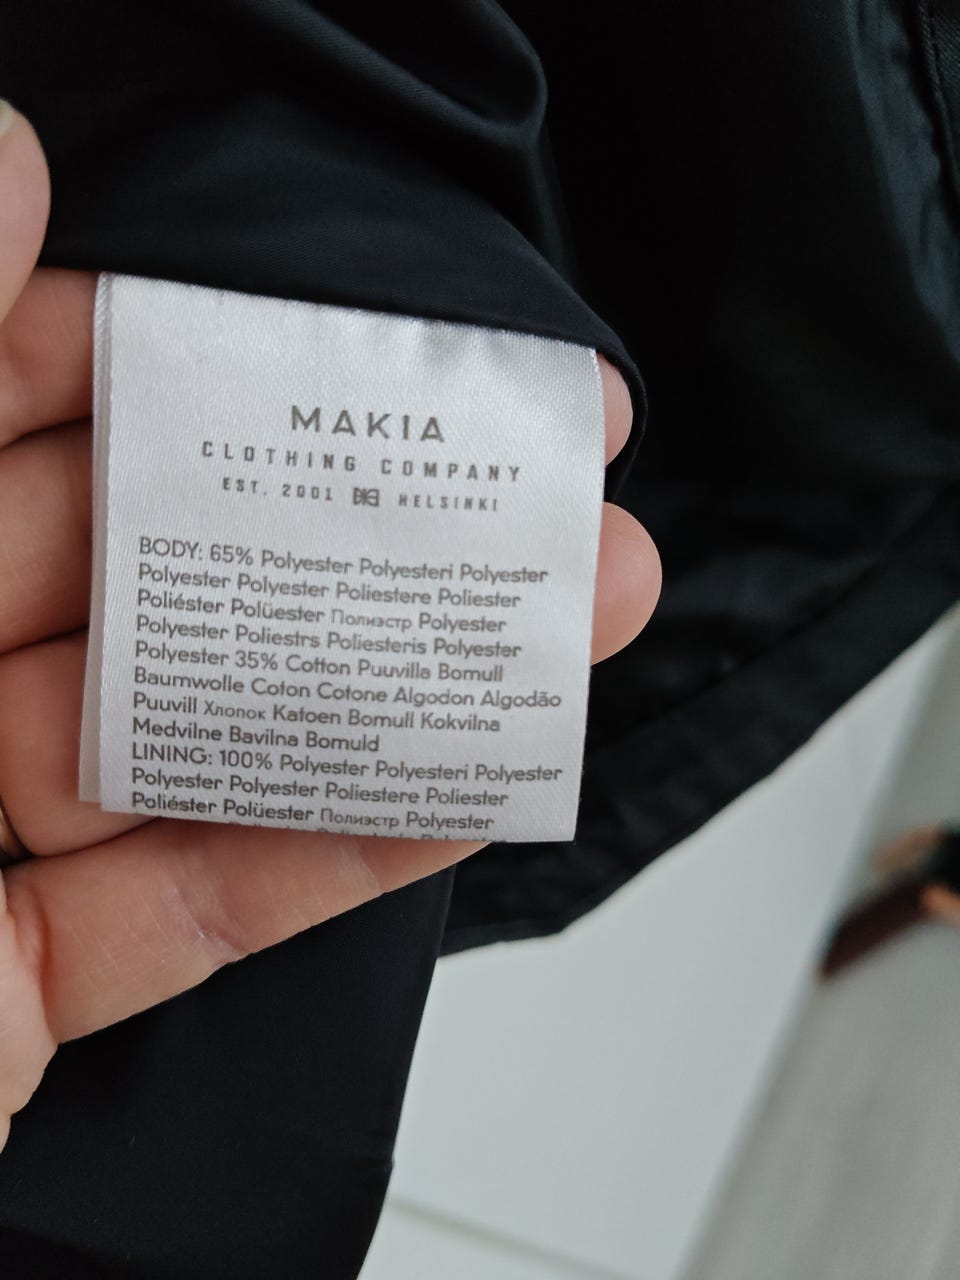 MAKIA
CLOTHING COMPANY
EST. 2001 HELSINKI
BODY: 65% Polyester Polyesteri Polyester
Polyester Polyester Poliestere Poliester
Poliéster Polüester Полиэстр Polyester
Polyester Poliestrs Poliesteris Polyester
Polyester 35% Cotton Puuvilla Bomull
Baumwolle Coton Cotone Algodon Algodão
Puuvill Хлопок Katoen Bomull Kokvilna
Medvilne Bavilna Bomuld
LINING: 100% Polyester Polyesteri Polyester
Polyester Polyester Poliestere Poliester
Poliéster Polüester Полиэстр Polyester